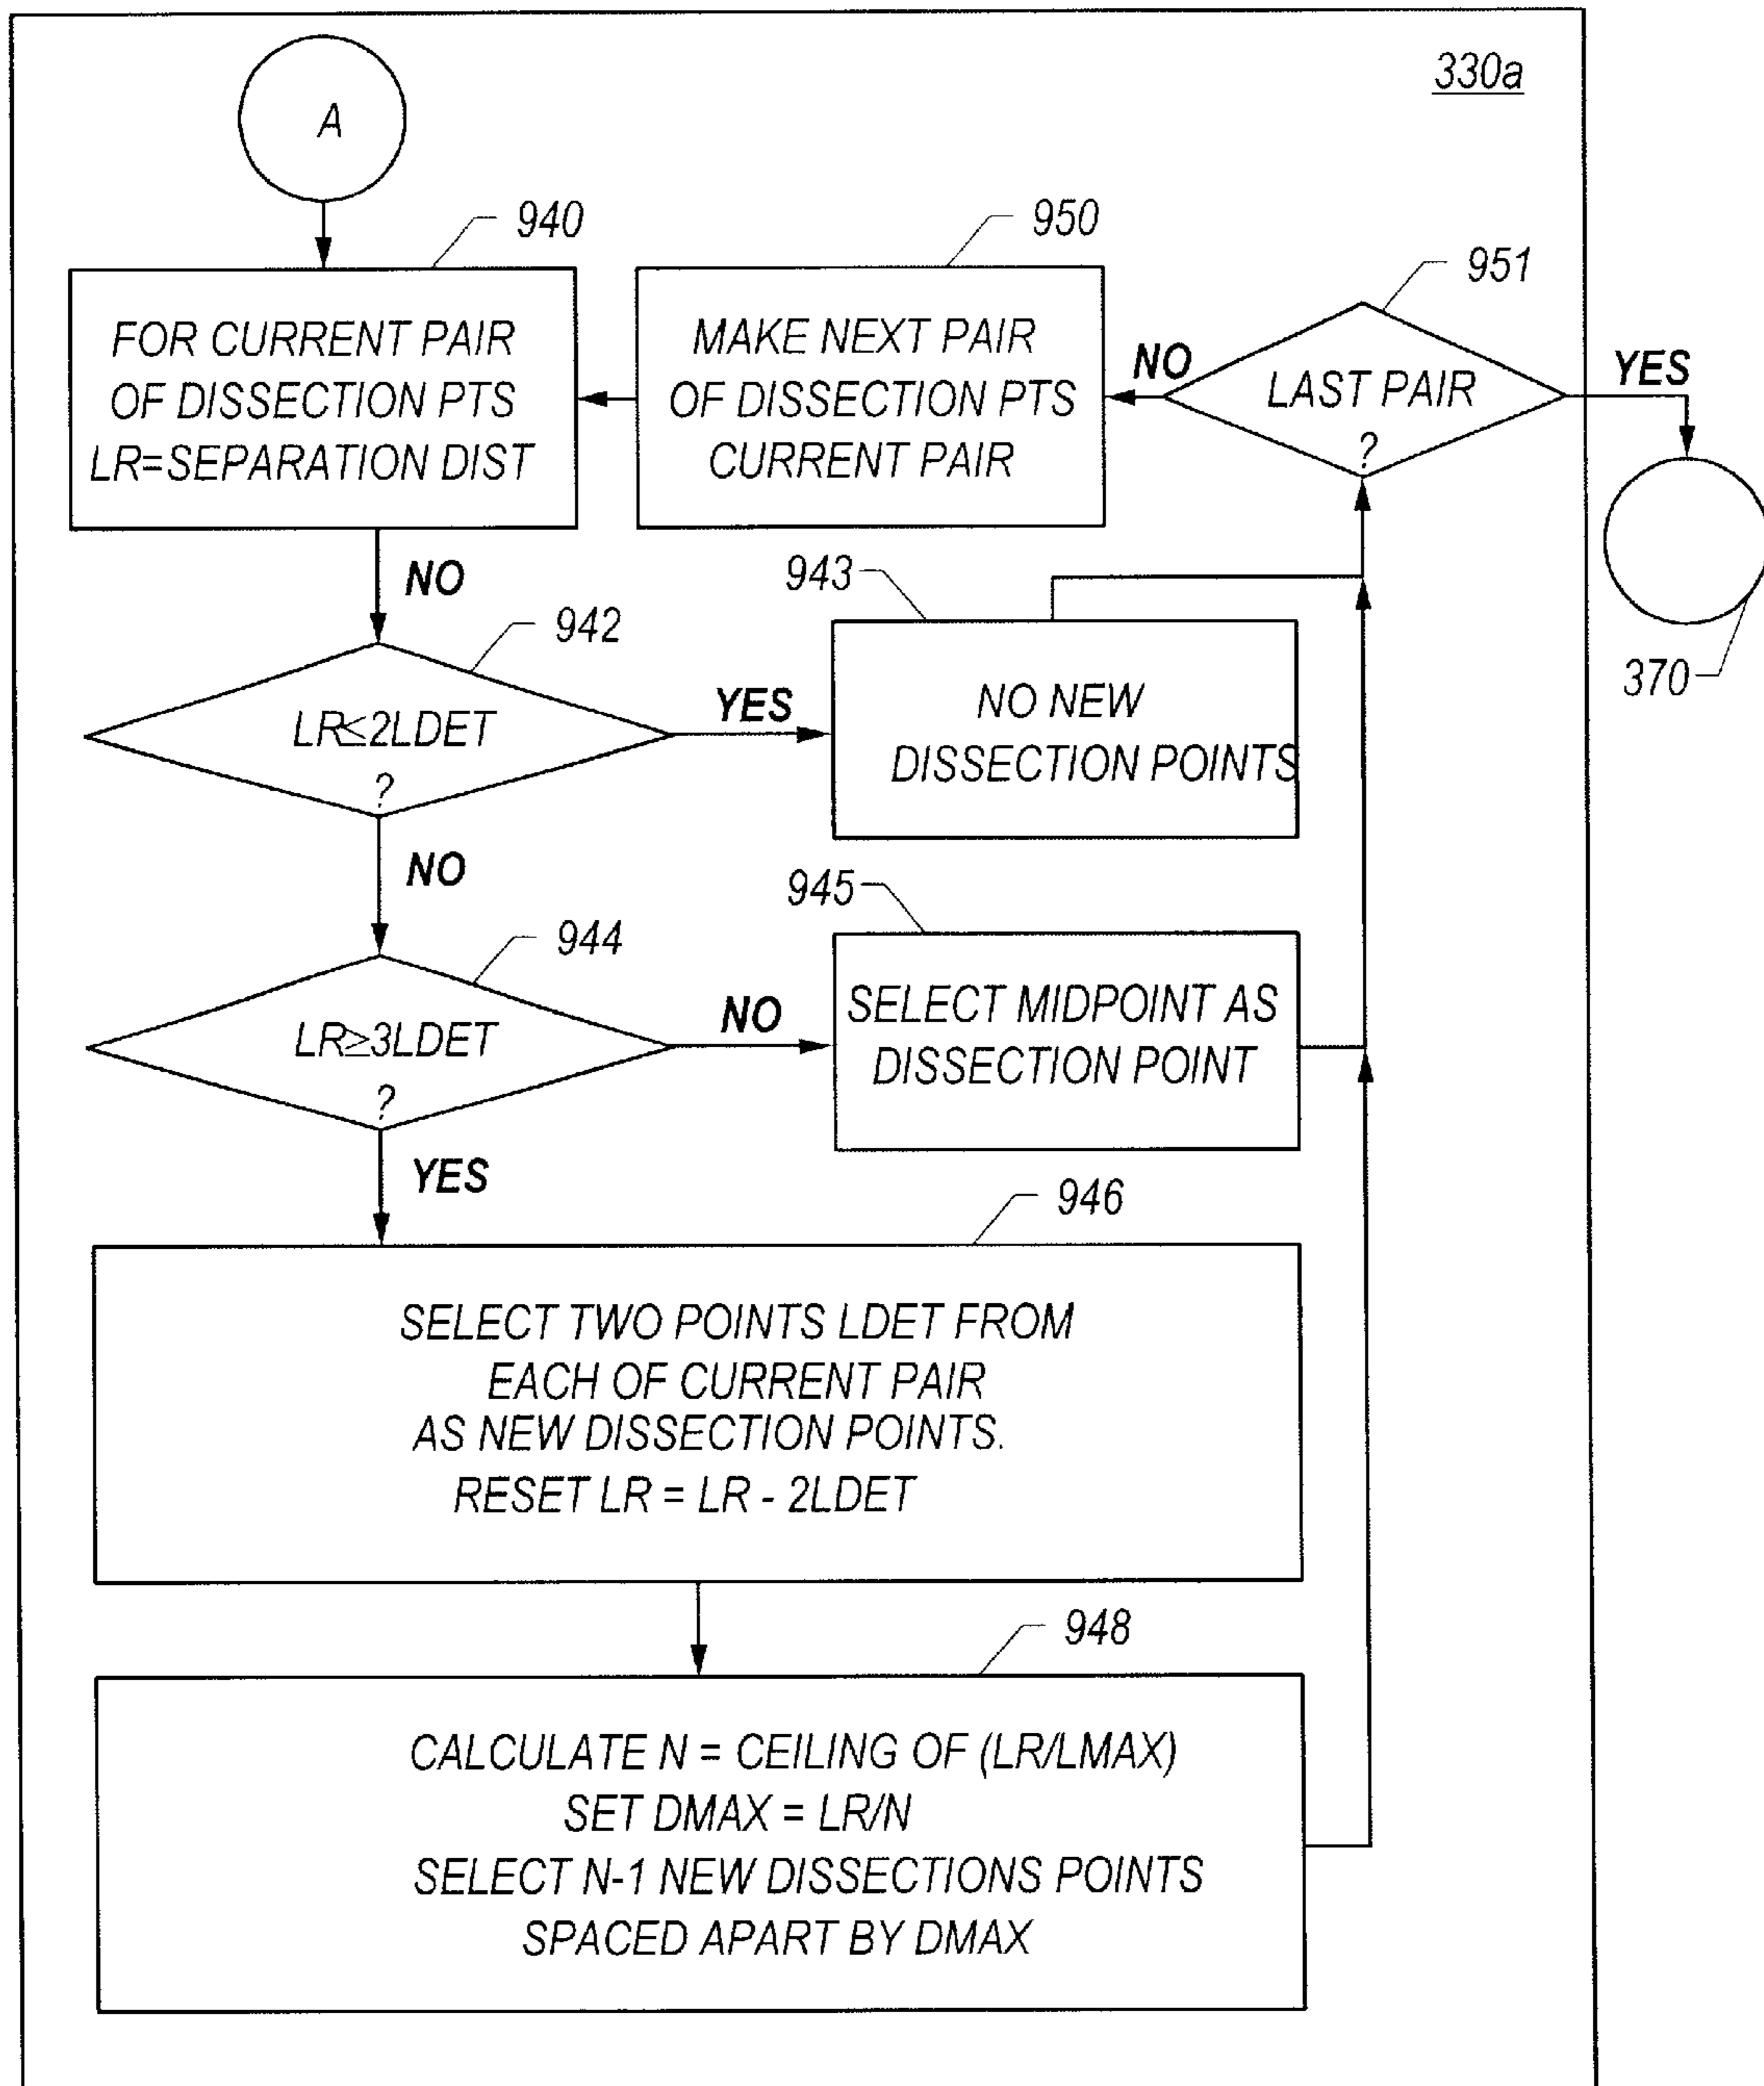 330a
A
940
950
951
FOR CURRENT PAIR
OF DISSECTION PTS
LR=SEPARATION DIST
MAKE NEXT PAIR
OF DISSECTION PTS
CURRENT PAIR
NO
LAST PAIR
?
YES
370
NO
942
943
LR≤2LDET
?
YES
NO NEW
DISSECTION POINTS
NO
944
945
LR≥3LDET
?
NO
SELECT MIDPOINT AS
DISSECTION POINT
YES
946
SELECT TWO POINTS LDET FROM
EACH OF CURRENT PAIR
AS NEW DISSECTION POINTS.
RESET LR = LR - 2LDET
948
CALCULATE N = CEILING OF (LR/LMAX)
SET DMAX = LR/N
SELECT N-1 NEW DISSECTIONS POINTS
SPACED APART BY DMAX